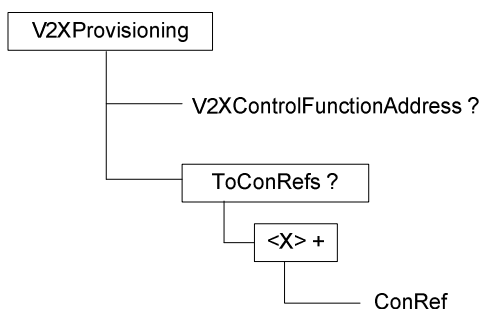 V2XProvisioning
V2XControlFunctionAddress ?
ToConRefs ?
<X> +
ConRef